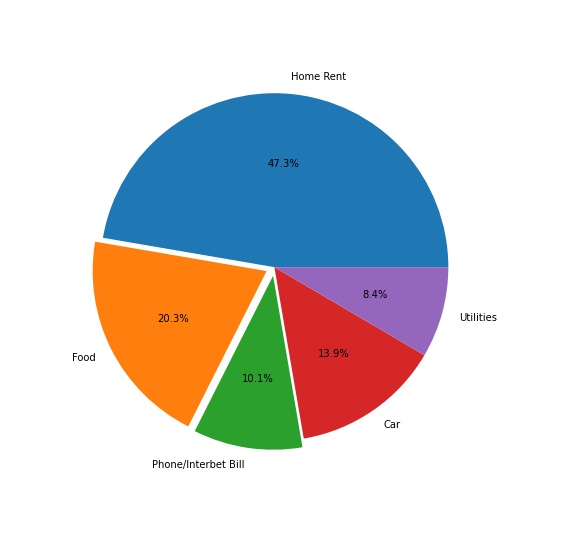 Home Rent
47.3%
8.4%
20.3%
Utilities
13.9%
Food
10.1%
Car
Phone/Interbet Bill